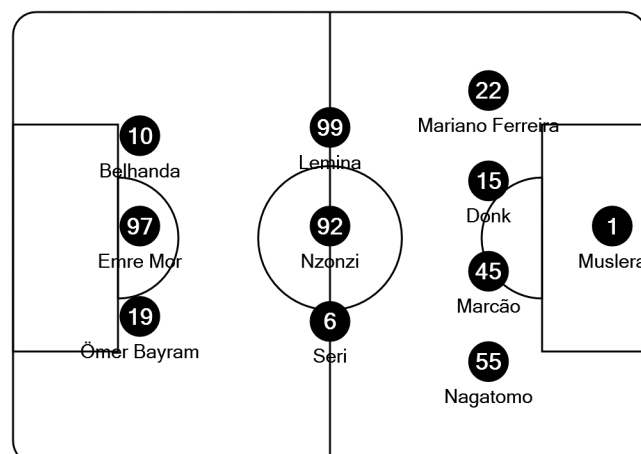 22
Mariano Ferreira
10
Belhanda
99
Lemina
15
Donk
97
Emre Mor
92
Nzonzi
1
Muslera
45
Marcão
19
Ömer Bayram
6
Seri
55
Nagatomo